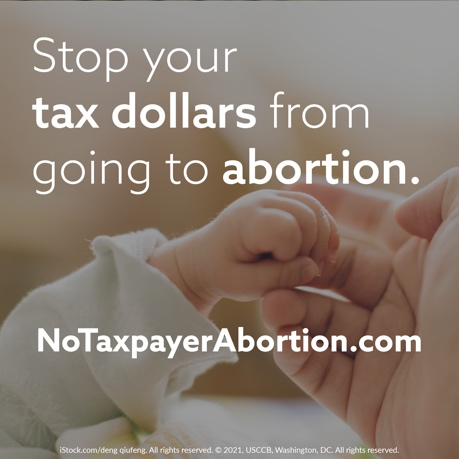 Stop your
tax dollars from
going to abortion.
NoTaxpayerAbortion.com
iStock.com/deng qiufeng. All rights reserved. © 2021, USCCB, Washington, DC. All rights reserved.